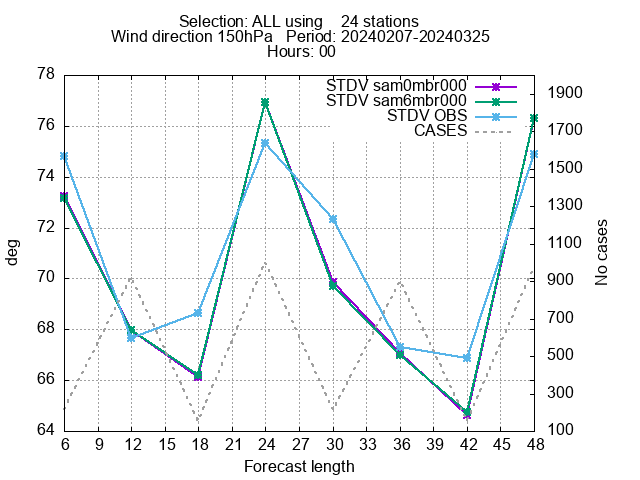 Selection: ALL using    24 stations
Wind direction 150hPa   Period: 20240207-20240325
Hours: 00
STDV sam0mbr000
STDV sam6mbr000
STDV OBS
CASES
78
76
74
72
70
68
66
64
deg
1900
1700
1500
1300
1100
900
700
500
300
100
No cases
6 9 12 15 18 21 24 27 30 33 36 39 42 45 48
Forecast length